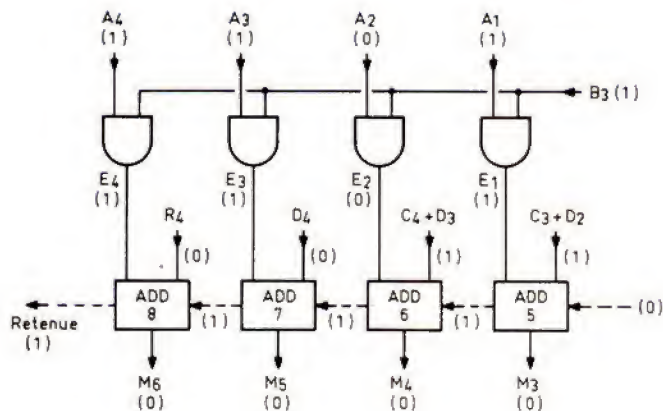 A4 A3 A2 A1
(1) (1) (0) (1)
B3 (1)
E4 E3 E2 E1
(1) (1) (0) (1)
R4 D4 C4 + D3 C3 + D2
(0) (0) (1) (1)
ADD 8 ADD 7 ADD 6 ADD 5
(1) (1) (1) (0)
Retenue
(1)
M6 M5 M4 M3
(0) (0) (0) (0)